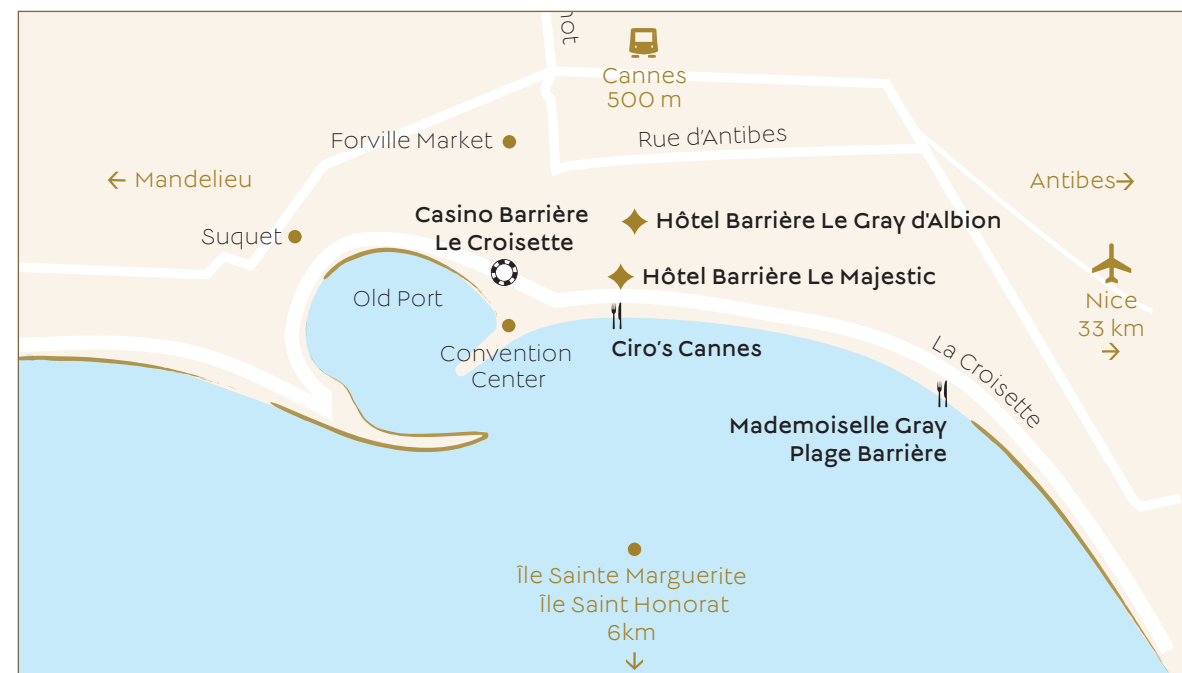 Cannes
500 m
Rue d'Antibes
Forville Market
← Mandelieu
Antibes→
Casino Barrière
Le Croisette
Hôtel Barrière Le Gray d'Albion
Suquet
Hôtel Barrière Le Majestic
Old Port
Nice
33 km
→
Convention
Center
Ciro's Cannes
La Croisette
Mademoiselle Gray
Plage Barrière
Île Sainte Marguerite
Île Saint Honorat
6km
↓